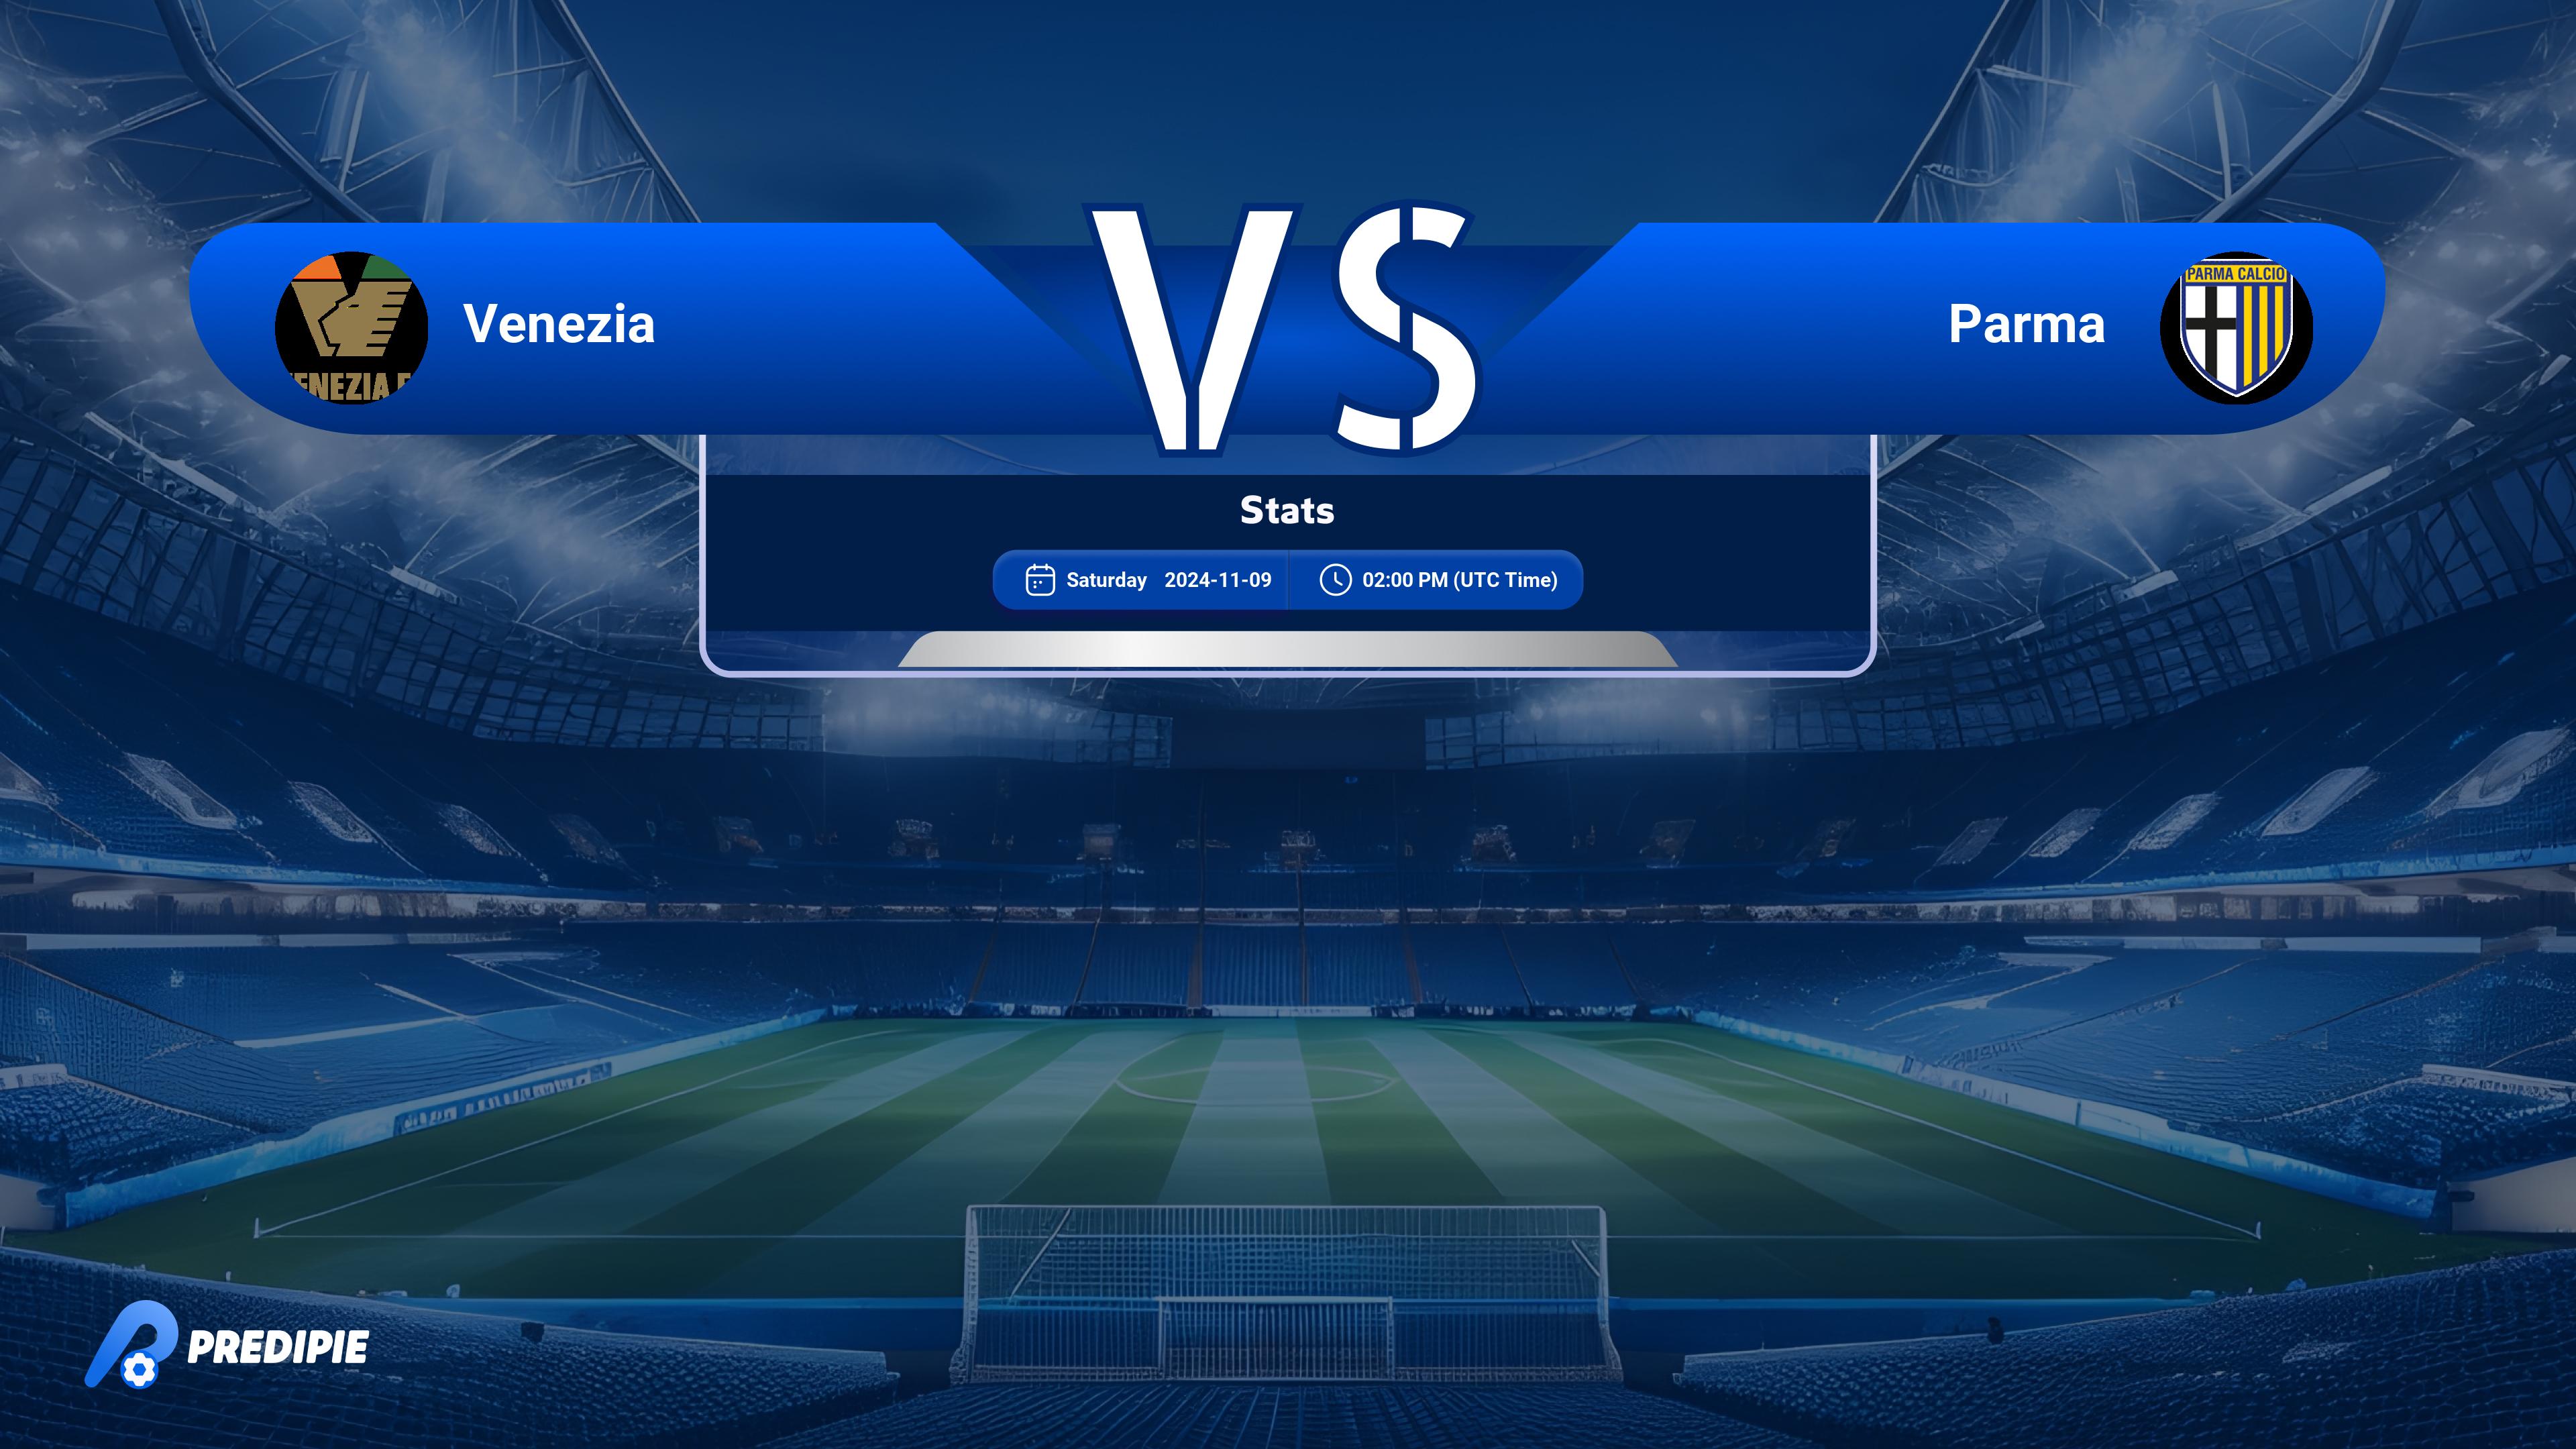 VS
Venezia
Parma
PARMA CALCIO
Stats
Saturday 2024-11-09 02:00 PM (UTC Time)
PREDIPIE